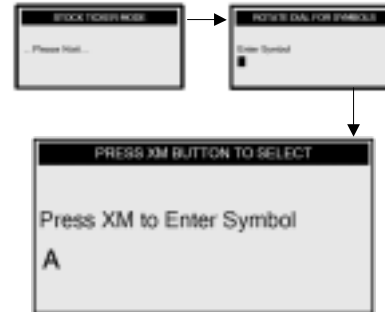 STOCK TICKER MODE
... Please Wait ...
ROTATE DIAL FOR SYMBOLS
Enter Symbol
PRESS XM BUTTON TO SELECT
Press XM to Enter Symbol
A